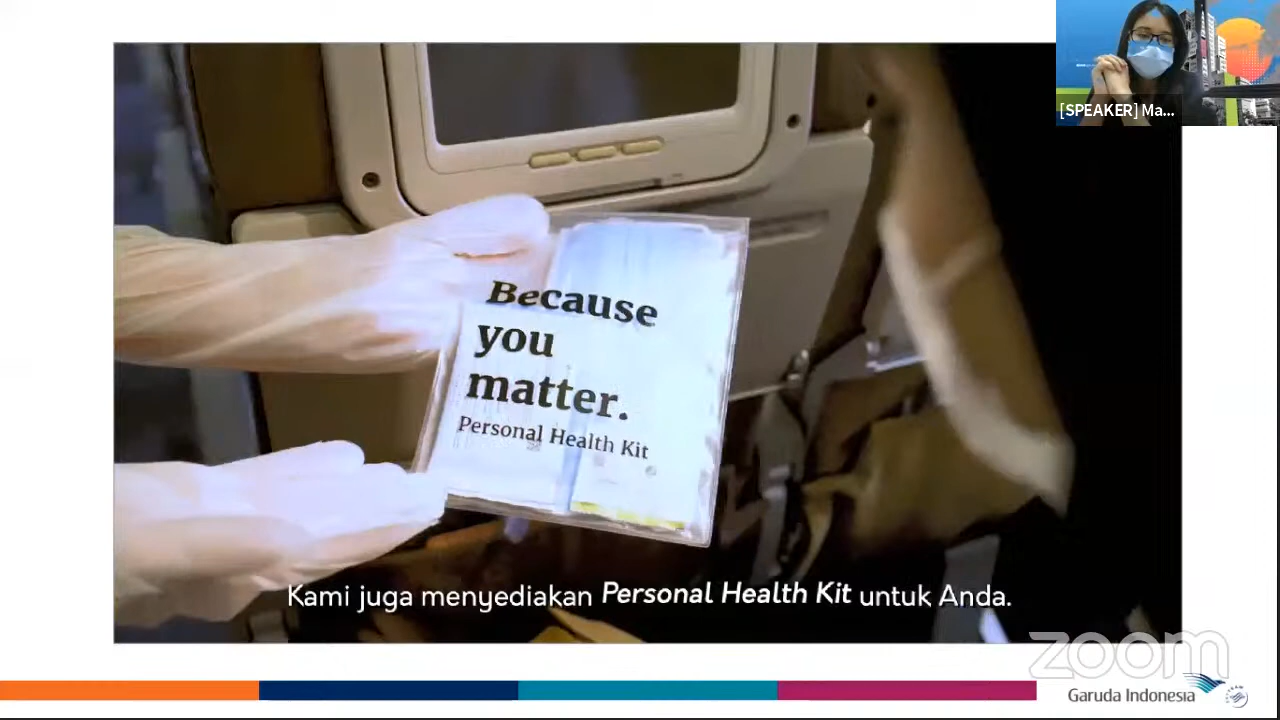 [SPEAKER] Ma...
Because
you
matter.
Personal Health Kit
Kami juga menyediakan Personal Health Kit untuk Anda.
zoom
Garuda Indonesia